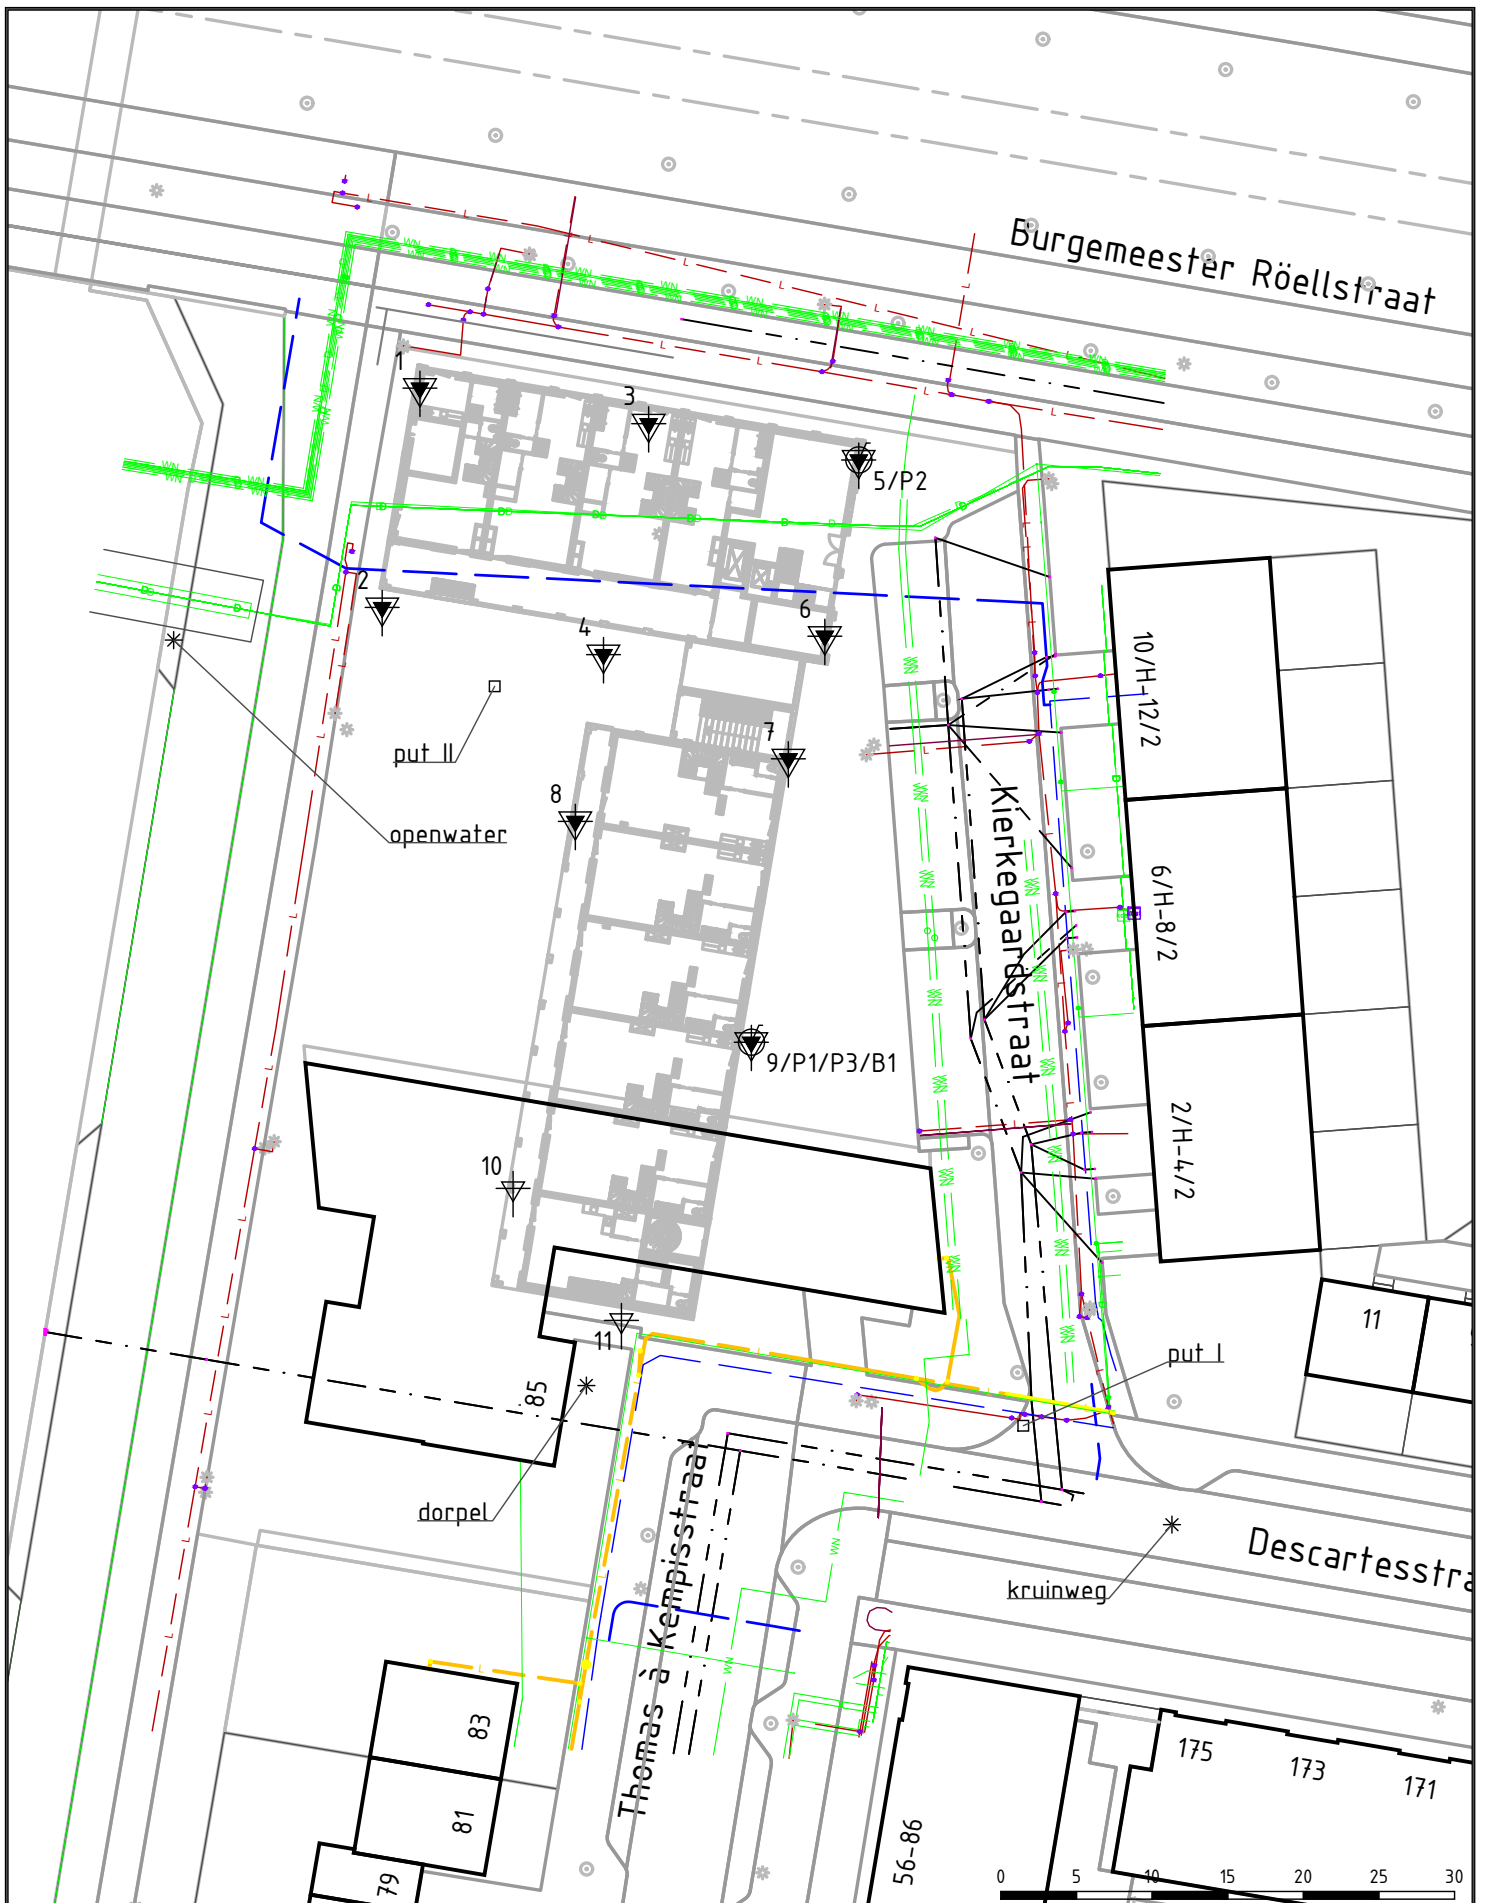 Burgemeester Röellstraat
1
3
5/P2
2
4
6
10/H-12/2
7
put II
8
openwater
Kierkegaardstraat
6/H-8/2
9/P1/P3/B1
2/H-4/2
10
11
11
put I
85
dorpel
Descartesstra
kruinweg
Thomas à Kempisstraat
83
81
79
175
173
171
56-86
0 5 10 15 20 25 30
WN
L
D